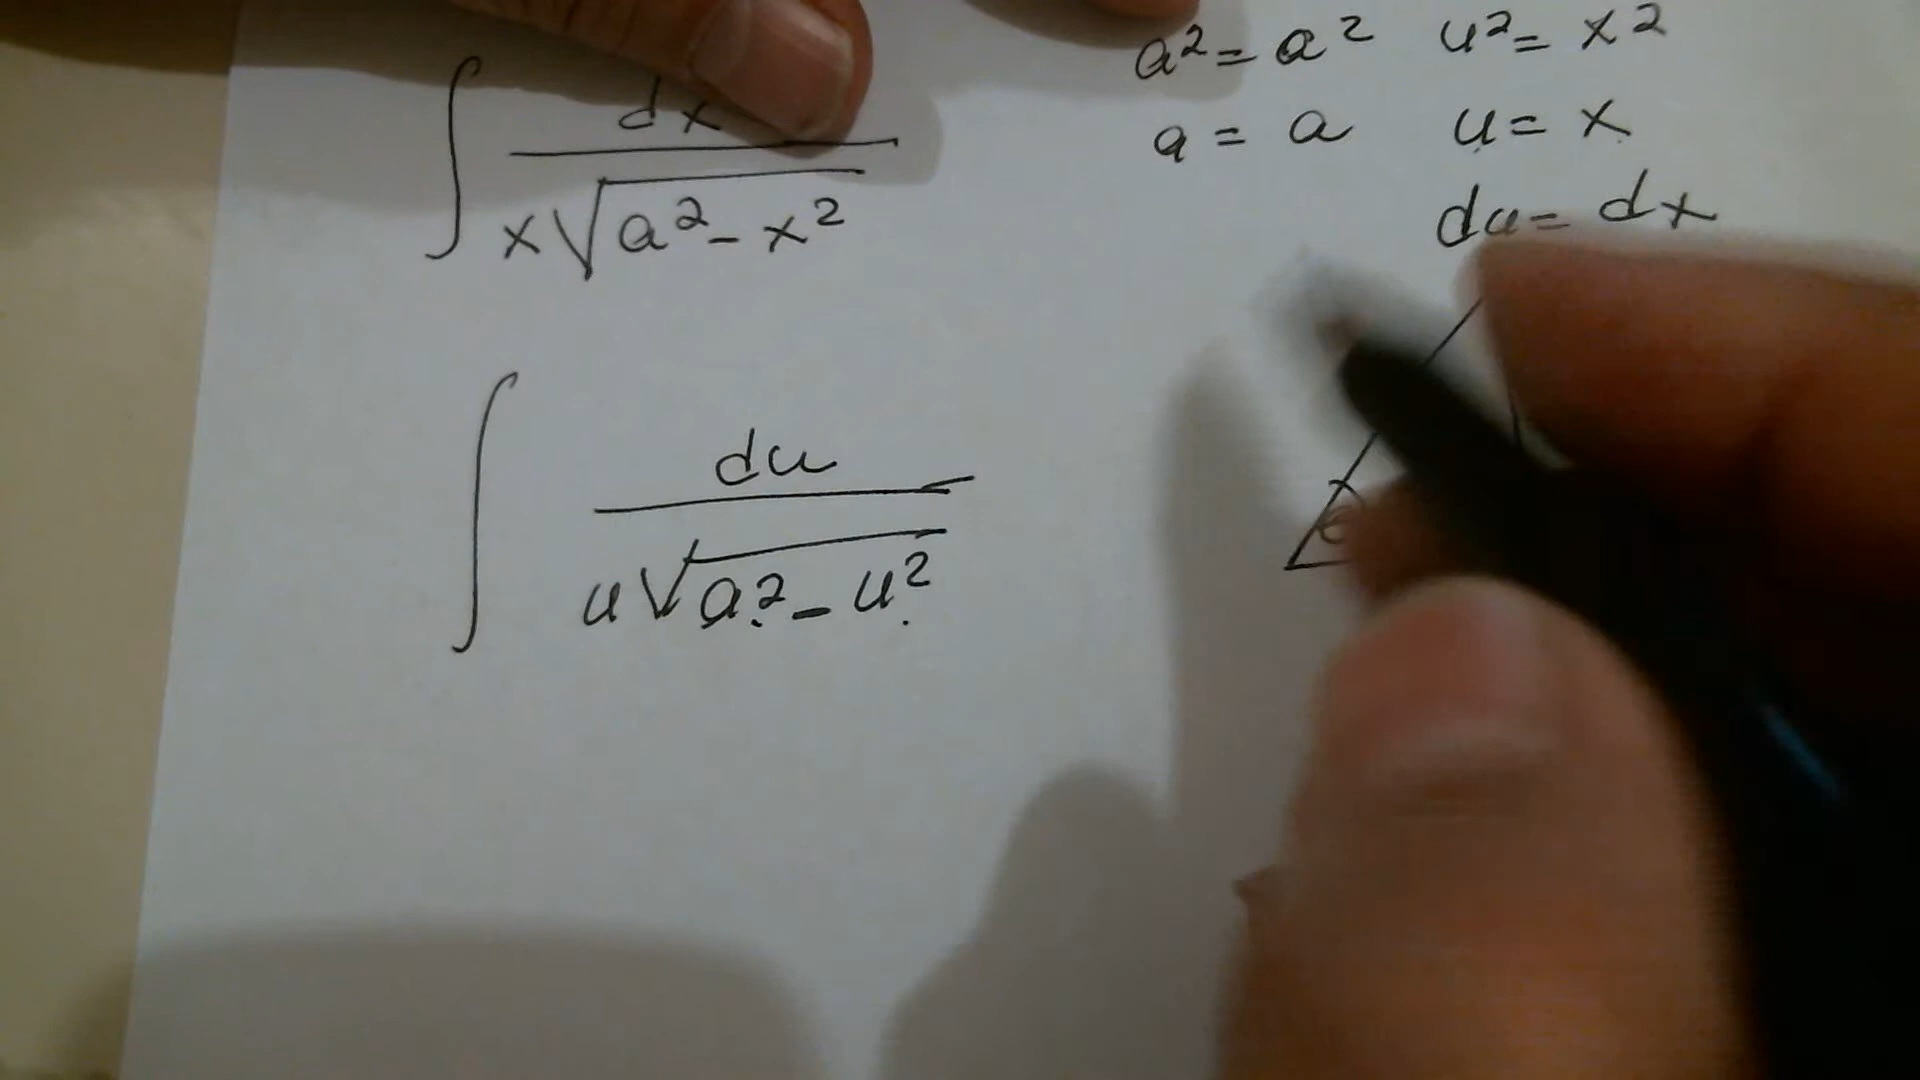 ∫ dx / x√(a² - x²)
a² = a²   u² = x²
a = a   u = x
du = dx
∫ du / u√(a² - u²)